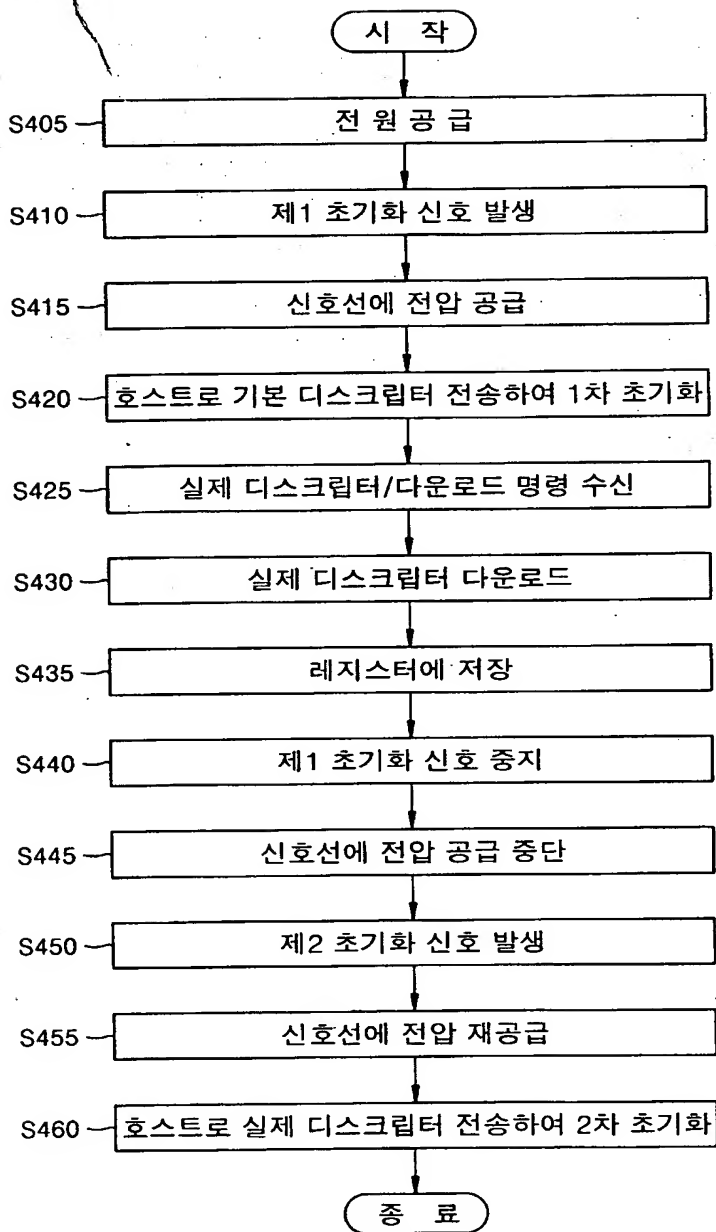 시 작
S405
전 원 공 급
S410
제1 초기화 신호 발생
S415
신호선에 전압 공급
S420
호스트로 기본 디스크립터 전송하여 1차 초기화
S425
실제 디스크립터/다운로드 명령 수신
S430
실제 디스크립터 다운로드
S435
레지스터에 저장
S440
제1 초기화 신호 중지
S445
신호선에 전압 공급 중단
S450
제2 초기화 신호 발생
S455
신호선에 전압 재공급
S460
호스트로 실제 디스크립터 전송하여 2차 초기화
종 료